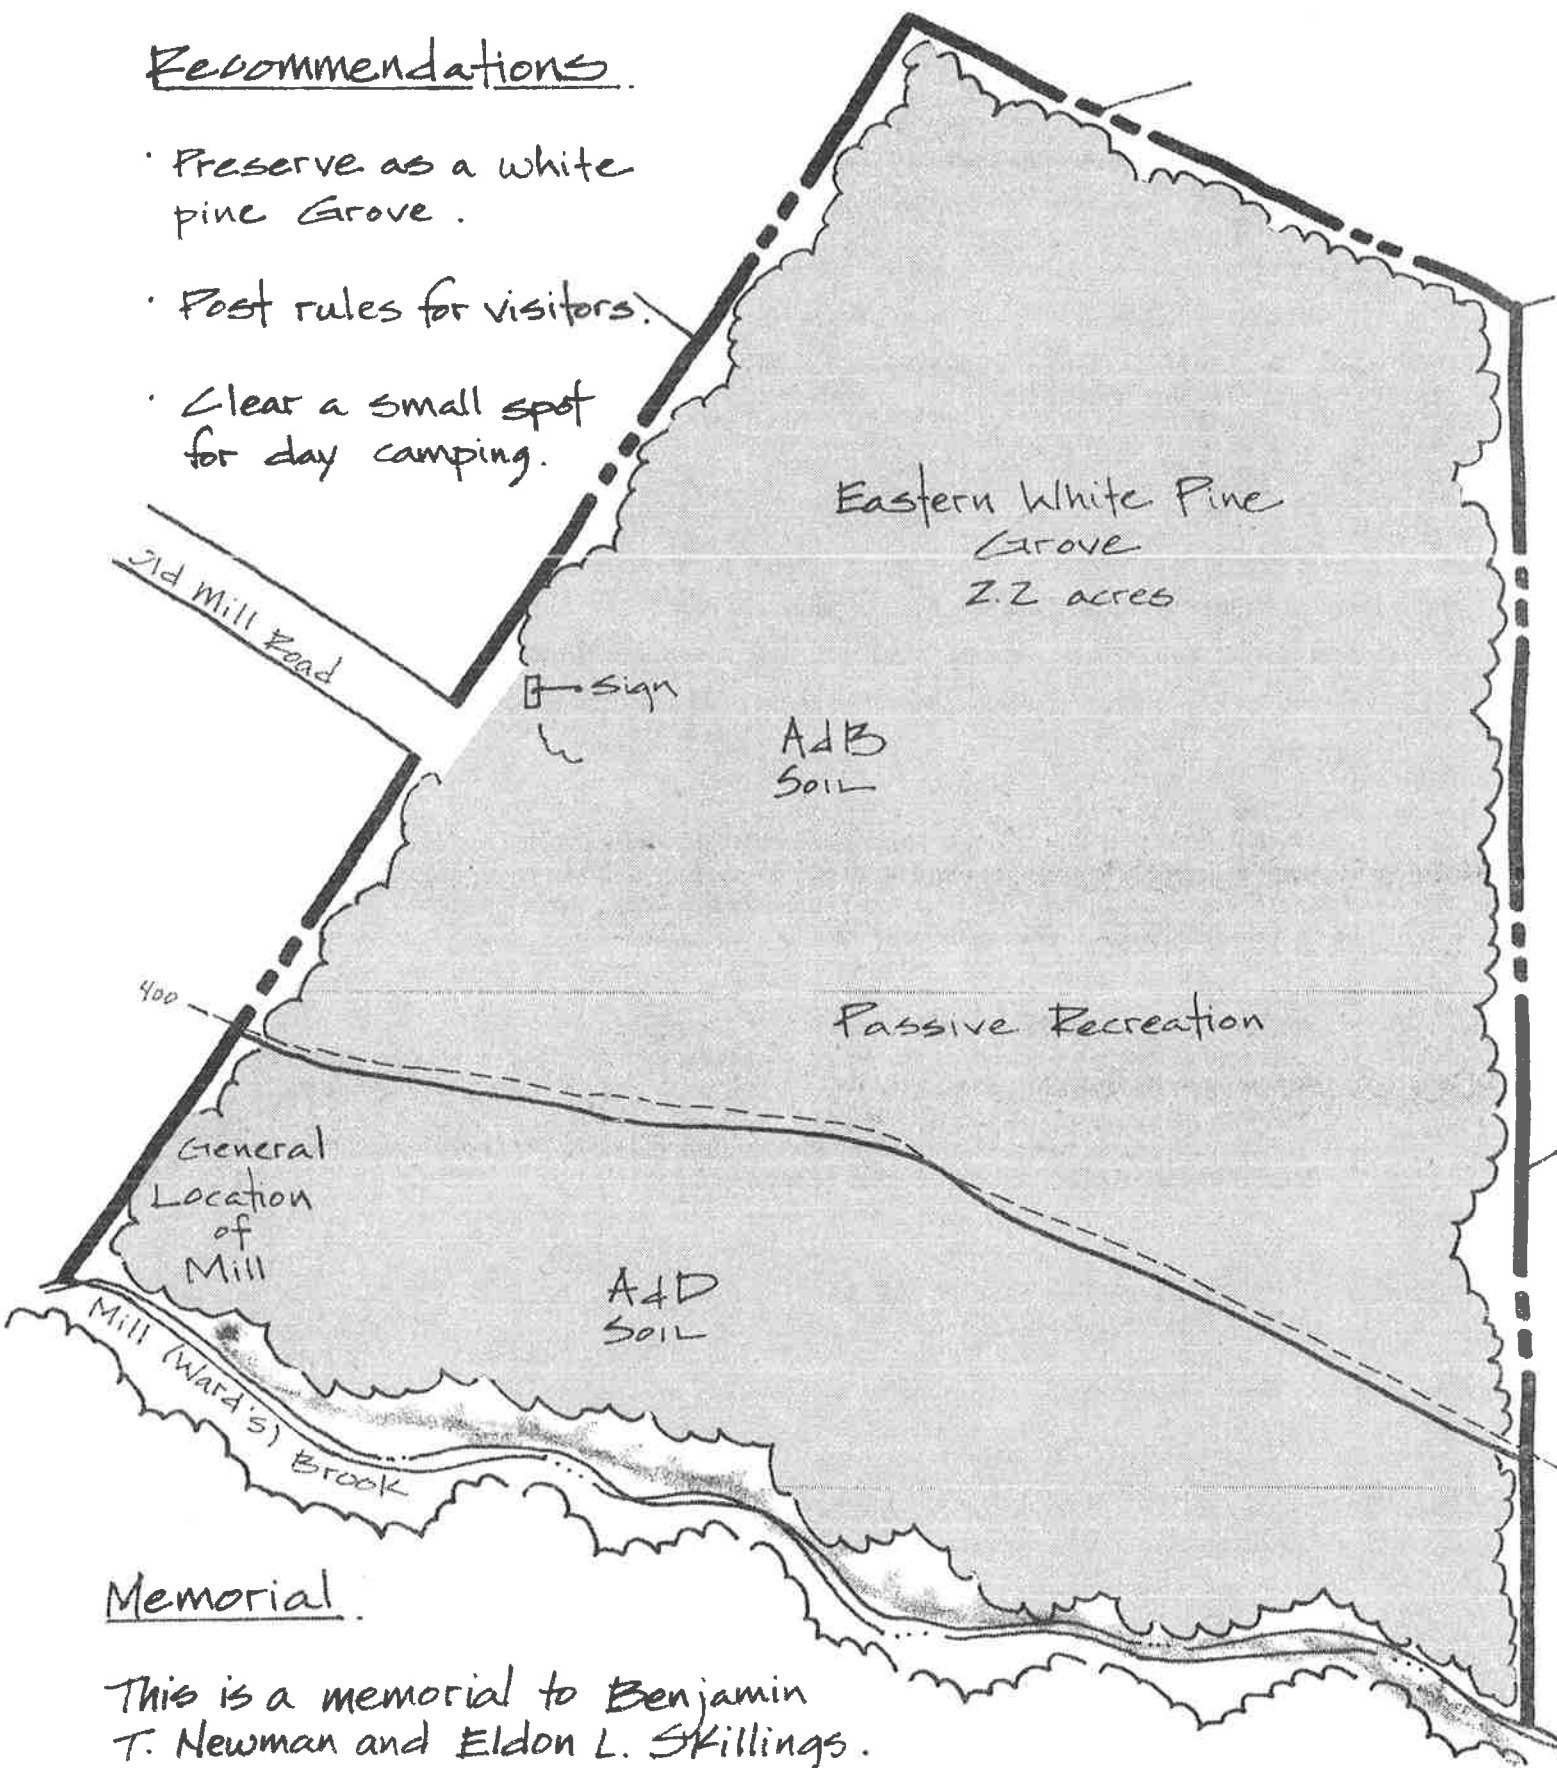 Recommendations
· Preserve as a white
pine Grove.
· Post rules for visitors.
· Clear a small spot
for day camping.
Old Mill Road
Eastern White Pine
Grove
2.2 acres
Sign
AdB
Soil
400
Passive Recreation
General
Location
of
Mill
AdD
Soil
Mill (Ward's) Brook
Memorial
This is a memorial to Benjamin
T. Newman and Eldon L. Skillings.